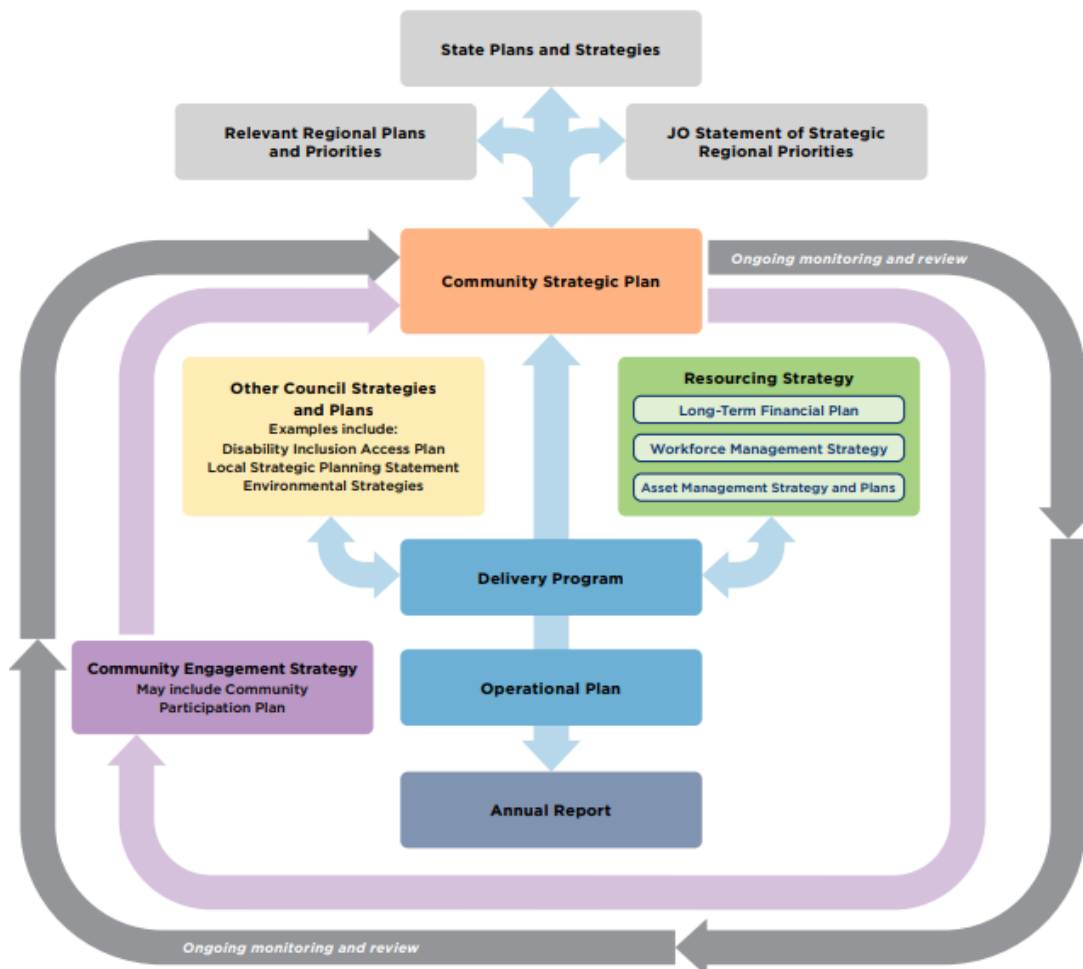 State Plans and Strategies
Relevant Regional Plans
and Priorities
JO Statement of Strategic
Regional Priorities
Community Strategic Plan
Ongoing monitoring and review
Other Council Strategies
and Plans
Examples include:
Disability Inclusion Access Plan
Local Strategic Planning Statement
Environmental Strategies
Resourcing Strategy
Long-Term Financial Plan
Workforce Management Strategy
Asset Management Strategy and Plans
Delivery Program
Community Engagement Strategy
May include Community
Participation Plan
Operational Plan
Annual Report
Ongoing monitoring and review